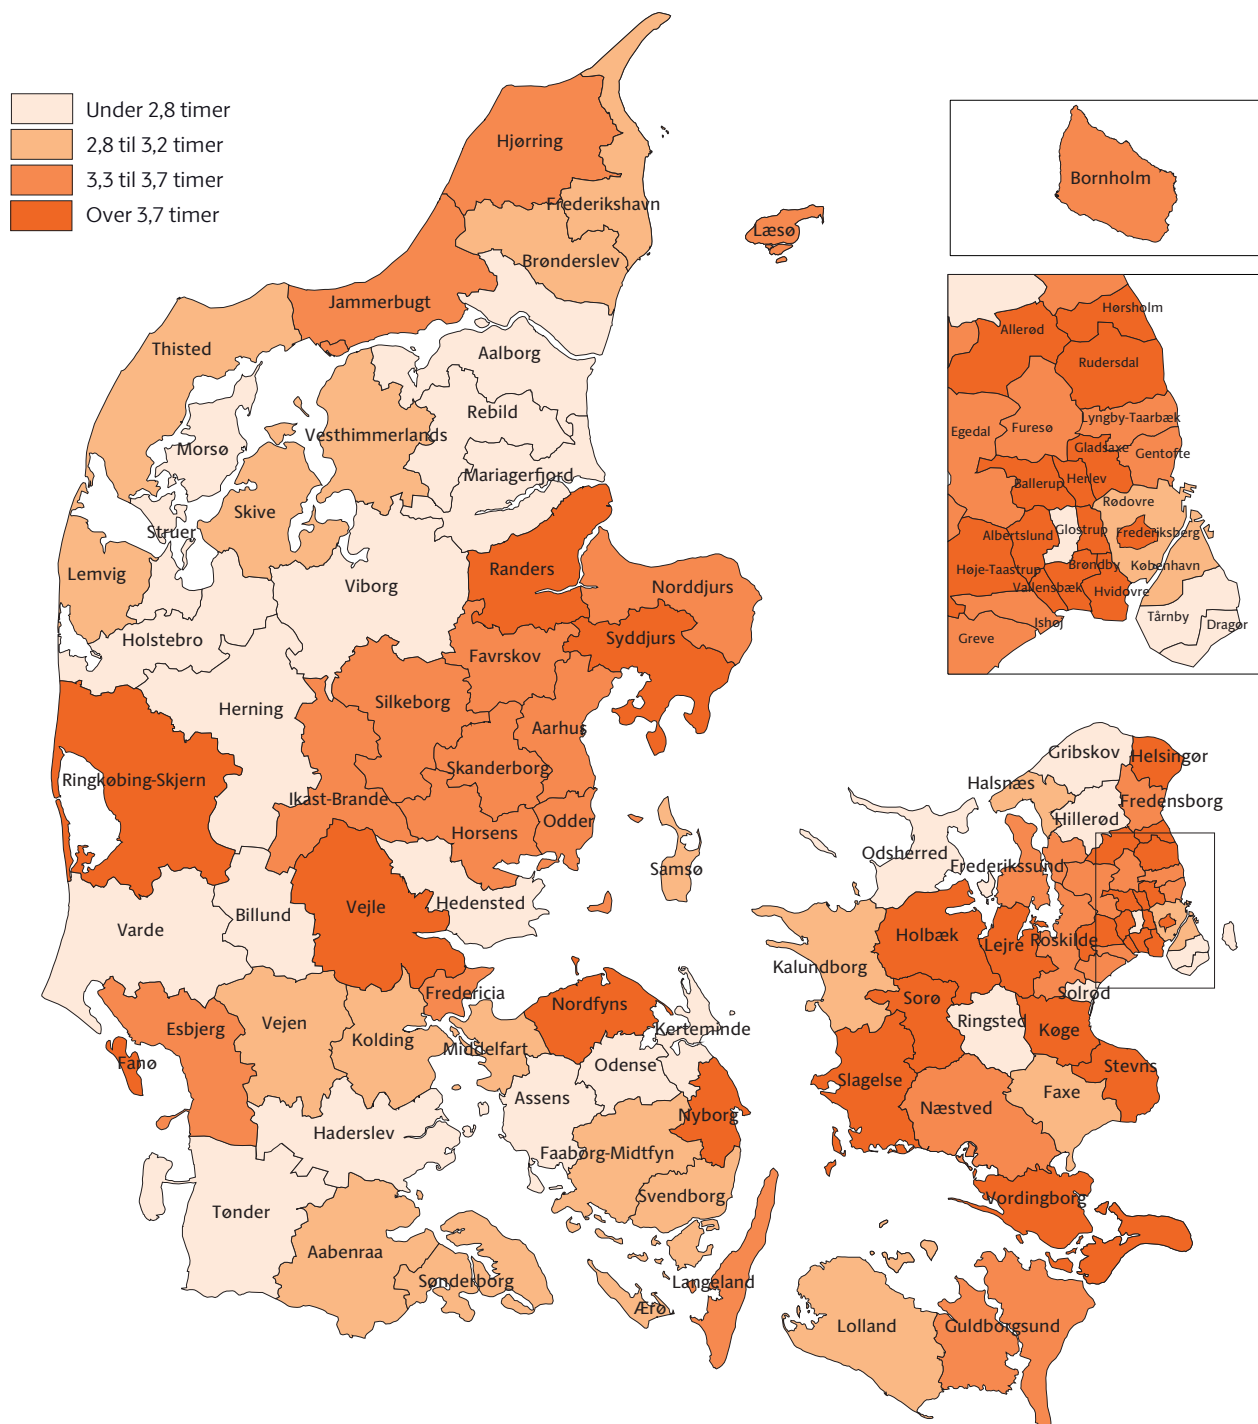 Under 2,8 timer
2,8 til 3,2 timer
3,3 til 3,7 timer
Over 3,7 timer
Hjørring
Frederikshavn
Læsø
Brønderslev
Jammerbugt
Thisted
Aalborg
Rebild
Vesthimmerlands
Morsø
Mariagerfjord
Skive
Struer
Lemvig
Viborg
Randers
Norddjurs
Holstebro
Syddjurs
Favrskov
Silkeborg
Herning
Aarhus
Skanderborg
Ringkøbing-Skjern
Ikast-Brande
Horsens
Odder
Samsø
Hedensted
Vejle
Billund
Varde
Fredericia
Nordfyns
Esbjerg
Vejen
Kolding
Middelfart
Kerteminde
Fanø
Odense
Assens
Nyborg
Haderslev
Faaborg-Midtfyn
Svendborg
Tønder
Aabenraa
Sønderborg
Langeland
Ærø
Bornholm
Hørsholm
Allerød
Rudersdal
Lyngby-Taarbæk
Egedal
Furesø
Gladsaxe
Gentofte
Ballerup
Herlev
Rødovre
Albertslund
Glostrup
Frederiksberg
Høje-Taastrup
Brøndby
København
Vallensbæk
Hvidovre
Tårnby
Ishøj
Dragør
Greve
Gribskov
Helsingør
Halsnæs
Fredensborg
Hillerød
Odsherred
Frederikssund
Holbæk
Lejre
Roskilde
Kalundborg
Solrød
Sorø
Ringsted
Køge
Stevns
Slagelse
Faxe
Næstved
Vordingborg
Lolland
Guldborgsund